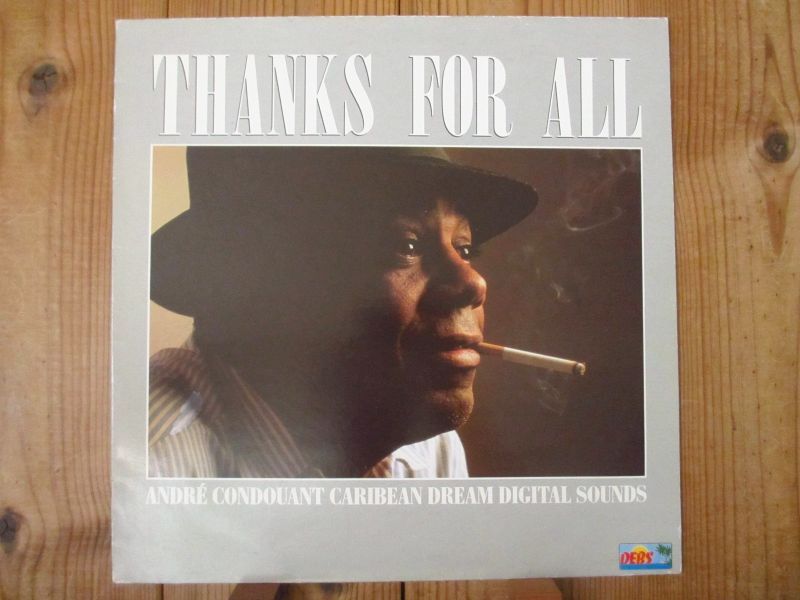 THANKS FOR ALL
ANDRÉ CONDOUANT CARIBEAN DREAM DIGITAL SOUNDS
DEBS